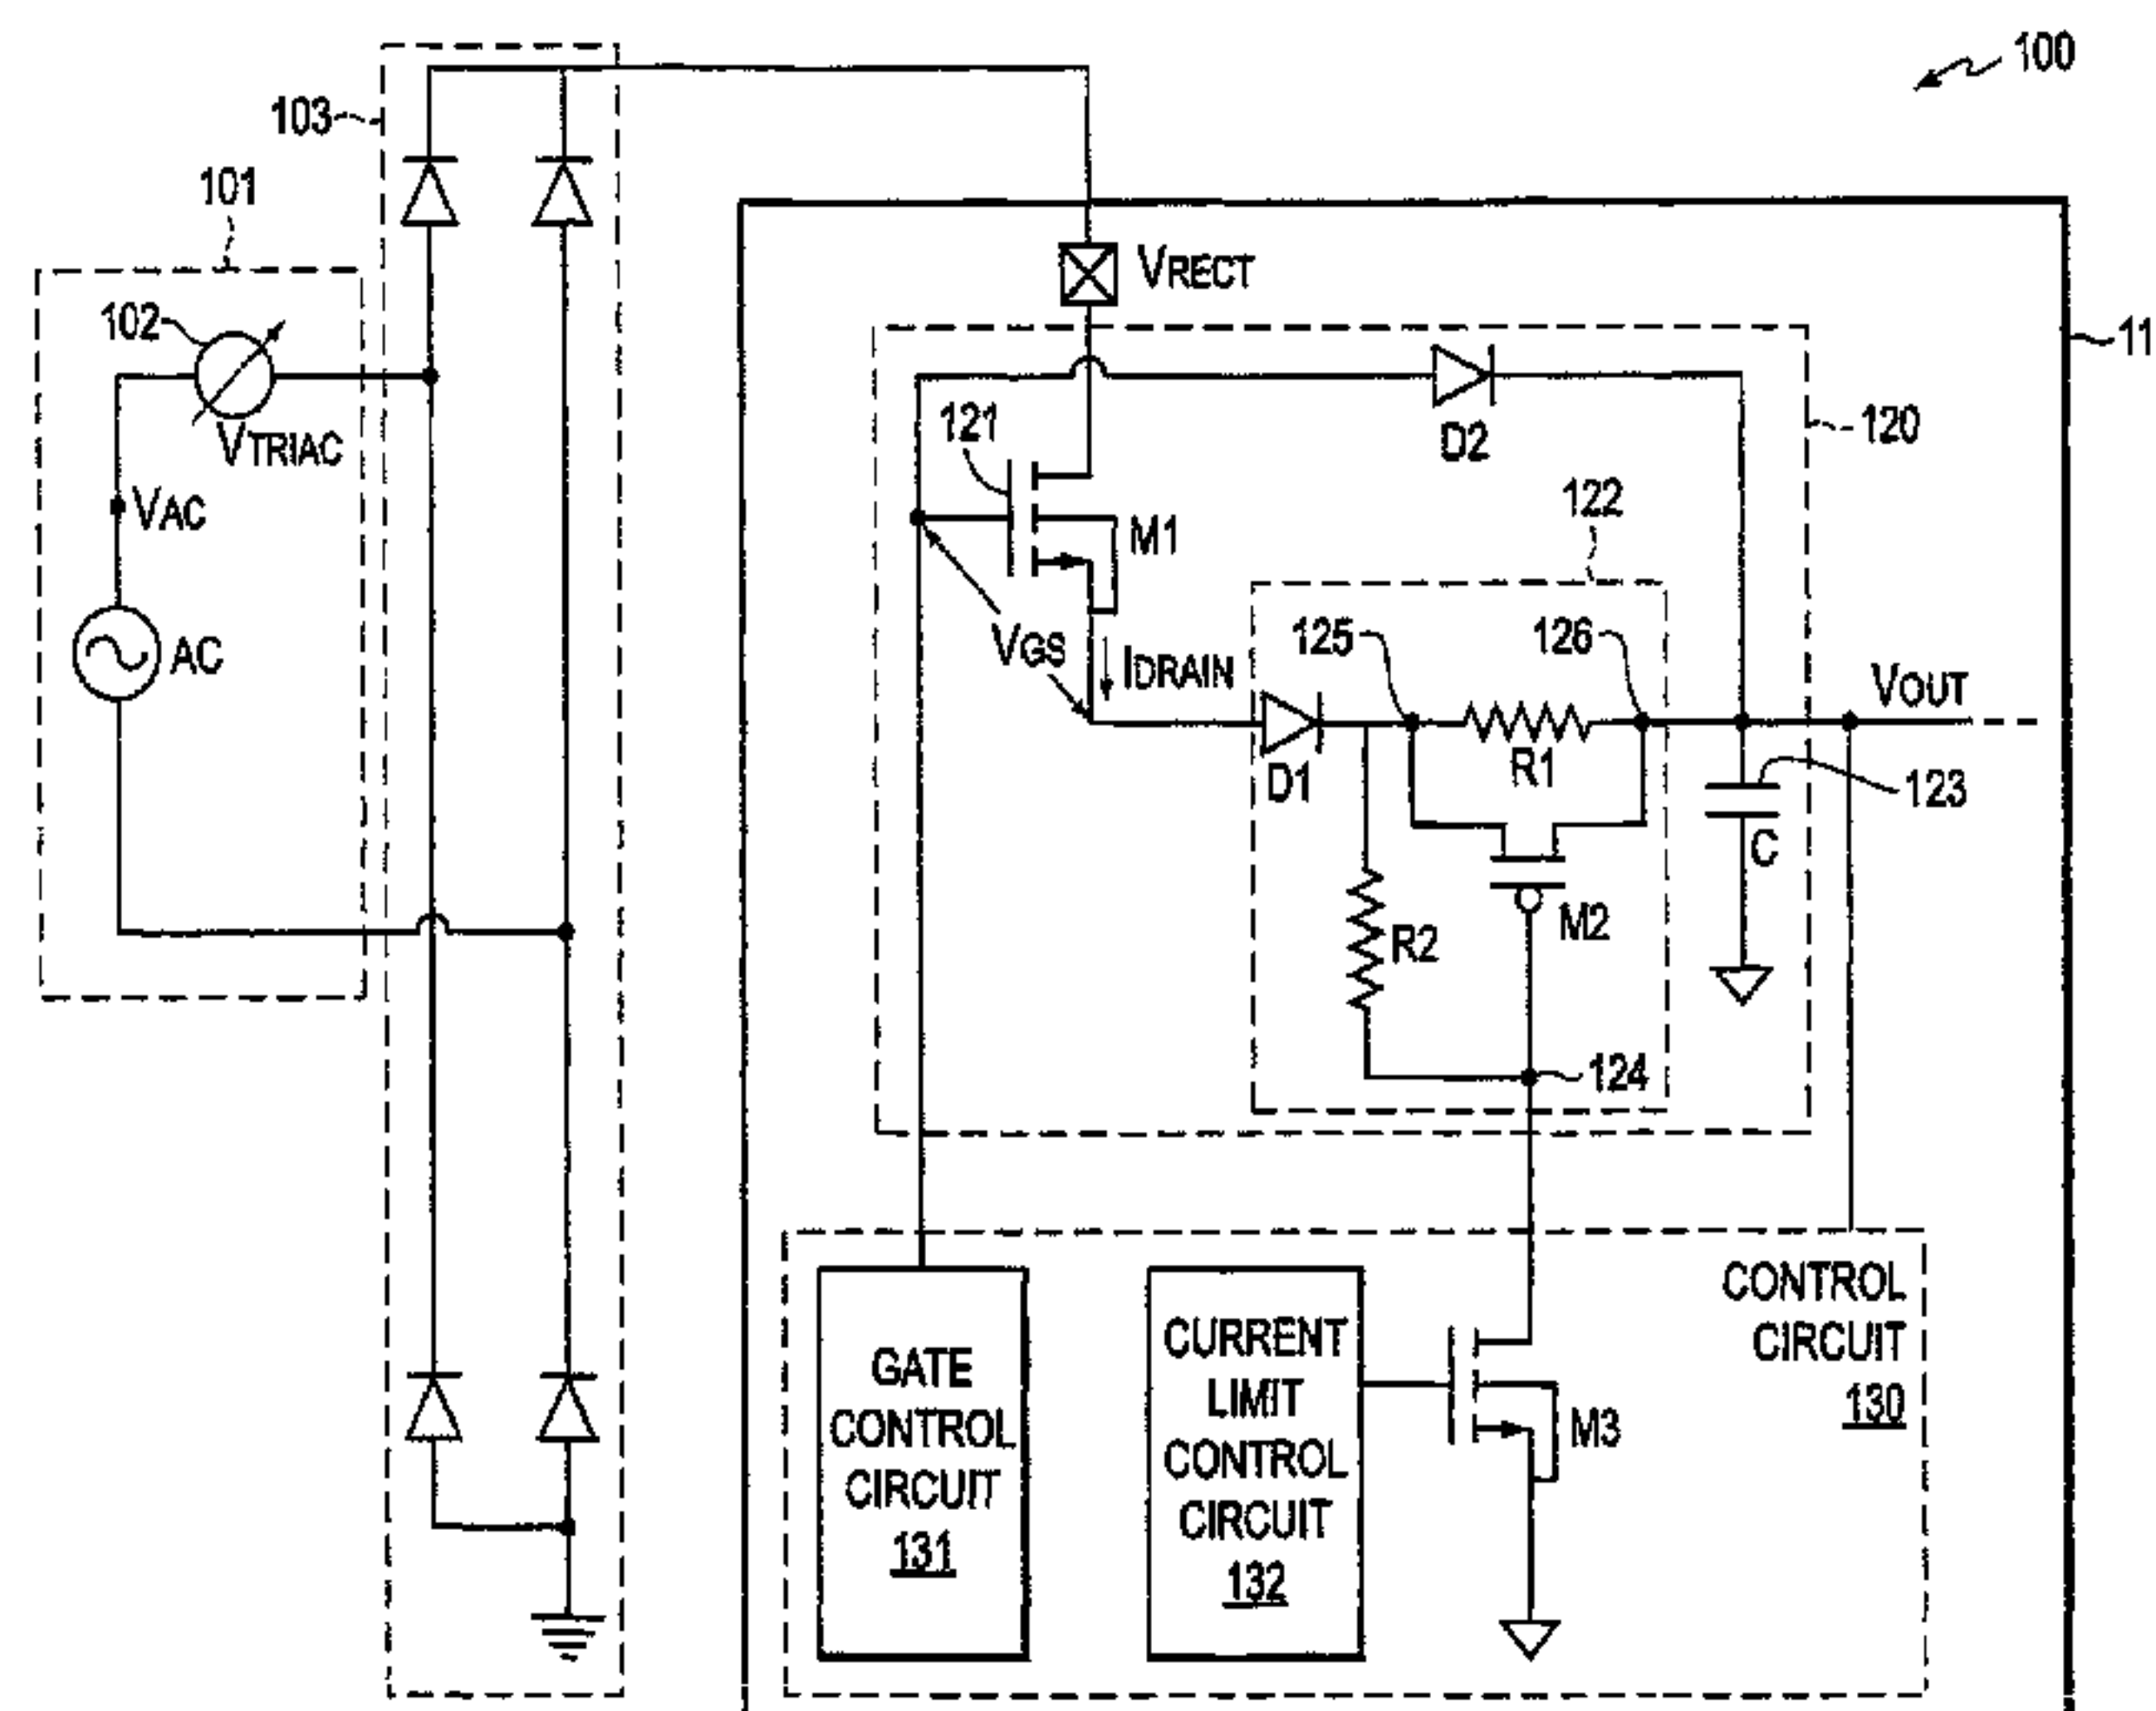 100
103
101
VRECT
102
11
VTRIAC
121
D2
120
122
VAC
M1
125
126
VGS
IDRAIN
VOUT
AC
D1
R1
123
C
R2
M2
124
CONTROL
CIRCUIT
130
GATE
CONTROL
CIRCUIT
131
CURRENT
LIMIT
CONTROL
CIRCUIT
132
M3